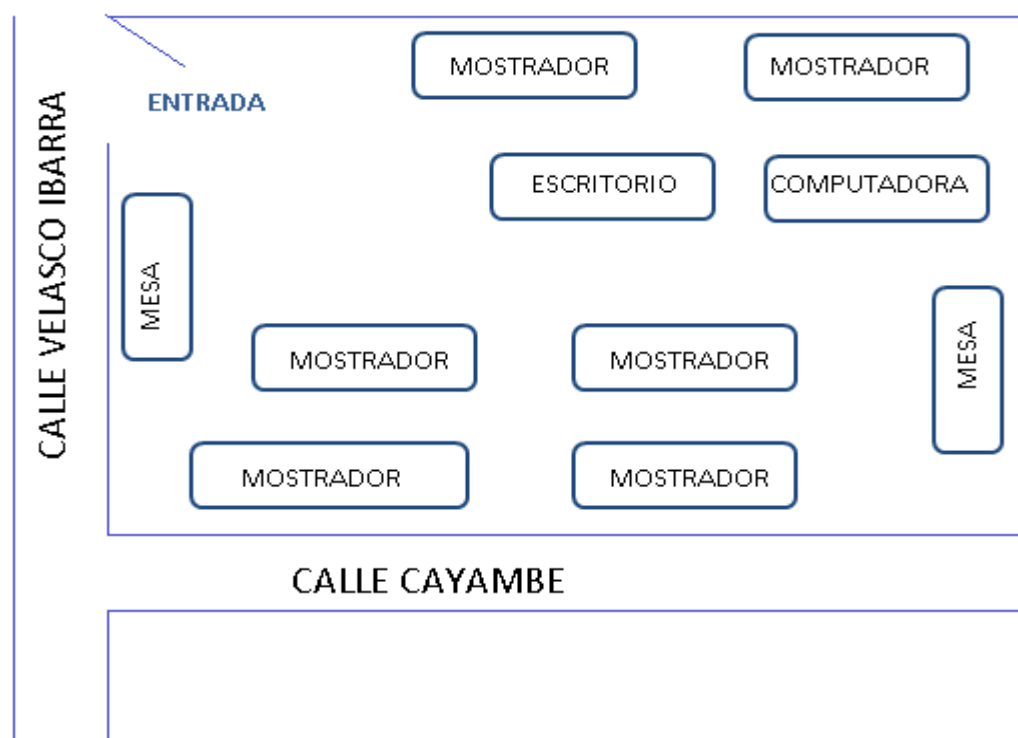 MOSTRADOR
MOSTRADOR
ENTRADA
ESCRITORIO
COMPUTADORA
CALLE VELASCO IBARRA
MESA
MOSTRADOR
MOSTRADOR
MESA
MOSTRADOR
MOSTRADOR
CALLE CAYAMBE